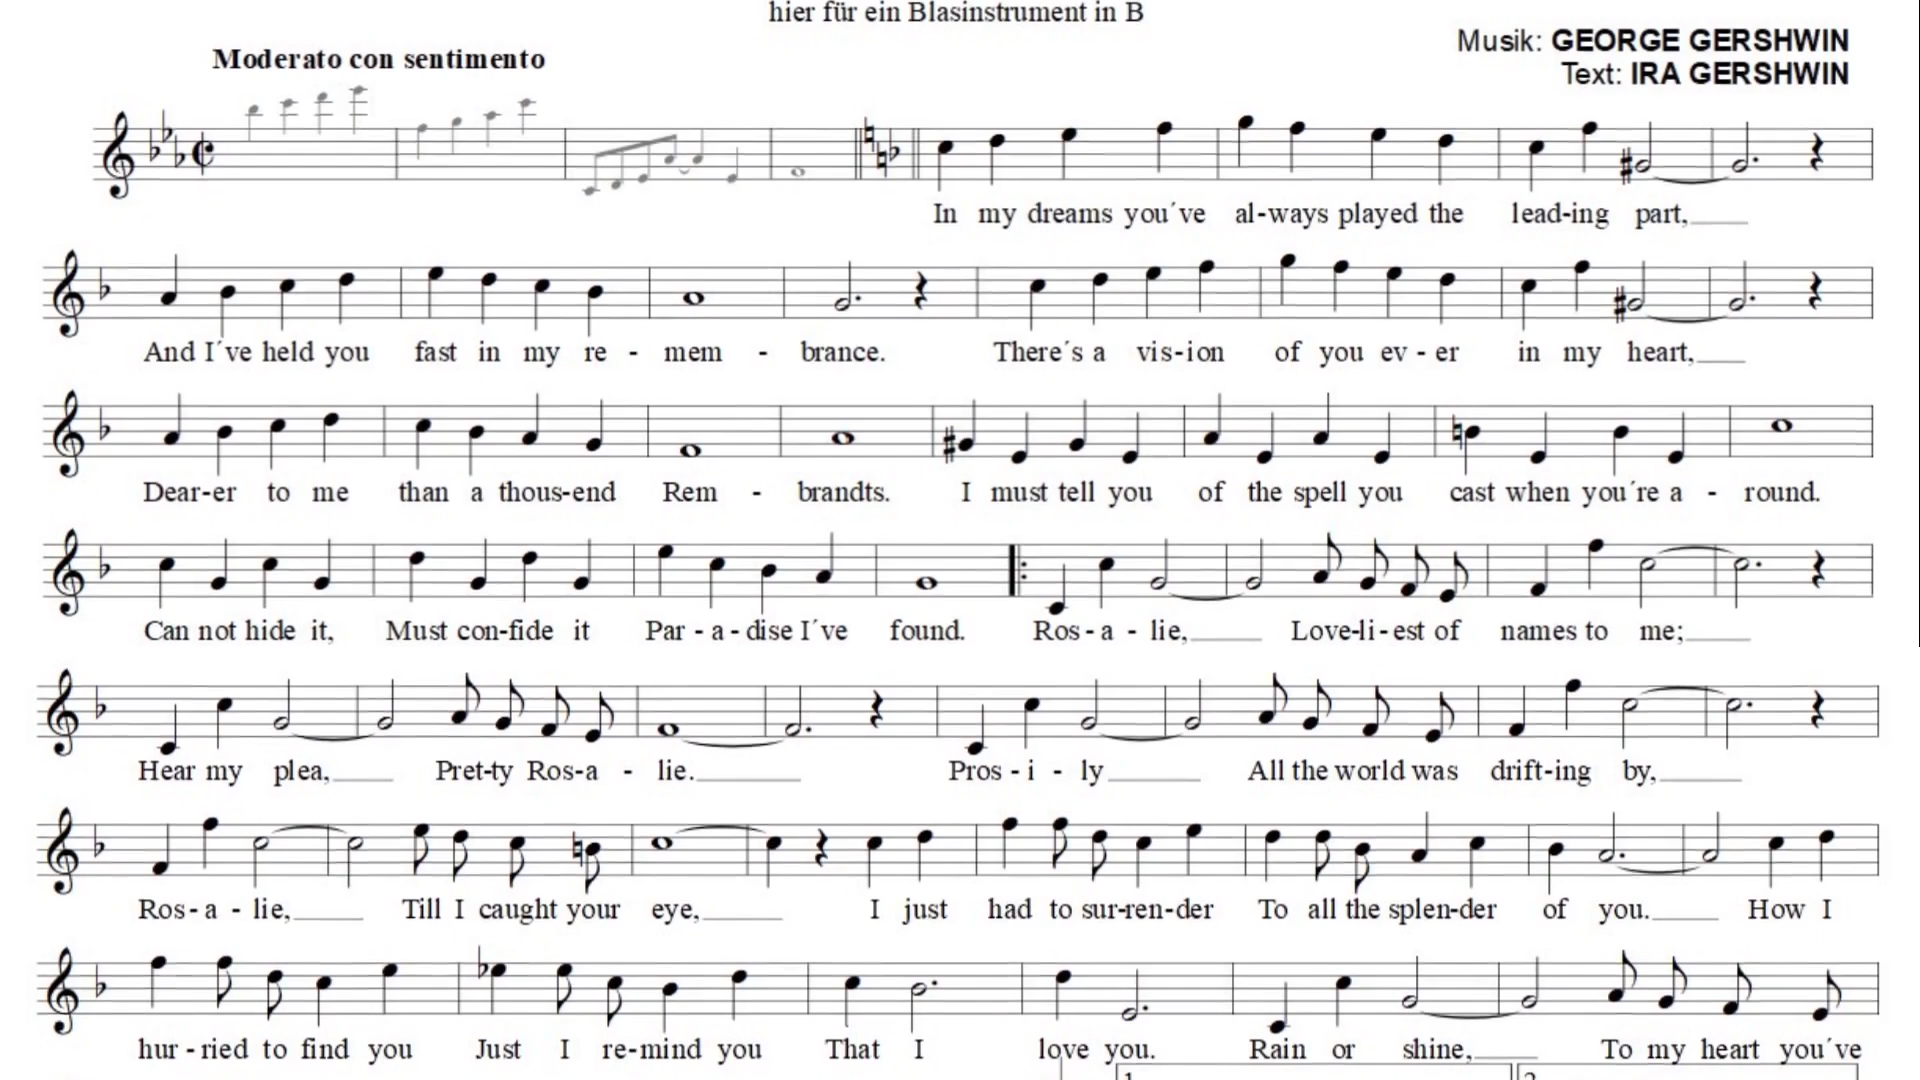 hier für ein Blasinstrument in B
Musik: GEORGE GERSHWIN
Moderato con sentimento
Text: IRA GERSHWIN
In my dreams you´ve al-ways played the lead-ing part,
And I´ve held you fast in my re - mem - brance. There´s a vis-ion of you ev - er in my heart,
Dear-er to me than a thous-end Rem - brandts. I must tell you of the spell you cast when you´re a - round.
Can not hide it, Must con-fide it Par - a - dise I´ve found. Ros - a - lie, Love-li-est of names to me;
Hear my plea, Pret-ty Ros-a - lie. Pros - i - ly All the world was drift-ing by,
Ros- a - lie, Till I caught your eye, I just had to sur-ren-der To all the splen-der of you. How I
hur - ried to find you Just I re-mind you That I love you. Rain or shine, To my heart you´ve
1.
2.